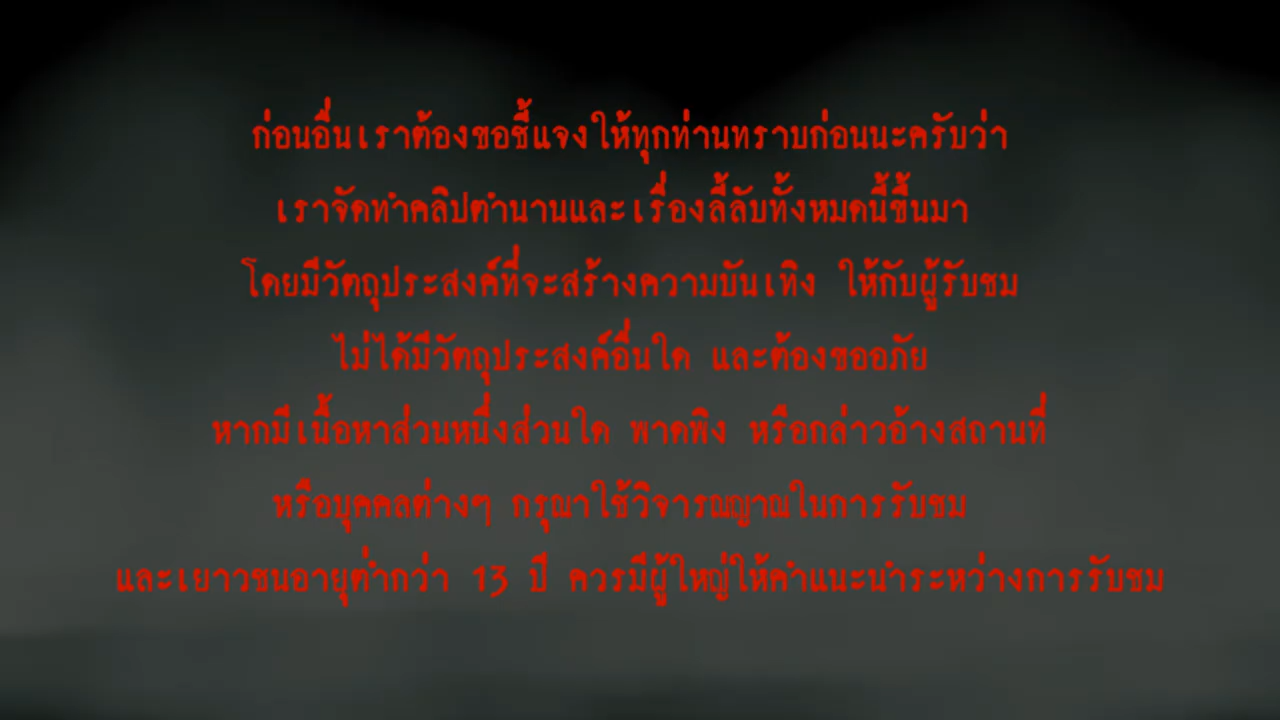 ก่อนอื่นเราต้องขอชี้แจงให้ทุกท่านทราบก่อนนะครับว่า
เราจัดทำคลิปตำนานและเรื่องลี้ลับทั้งหมดนี้ขึ้นมา
โดยมีวัตถุประสงค์ที่จะสร้างความบันเทิง ให้กับผู้รับชม
ไม่ได้มีวัตถุประสงค์อื่นใด และต้องขออภัย
หากมีเนื้อหาส่วนหนึ่งส่วนใด พาดพิง หรือกล่าวอ้างสถานที่
หรือบุคคลต่างๆ กรุณาใช้วิจารณญาณในการรับชม
และเยาวชนอายุต่ำกว่า 13 ปี ควรมีผู้ใหญ่ให้คำแนะนำระหว่างการรับชม